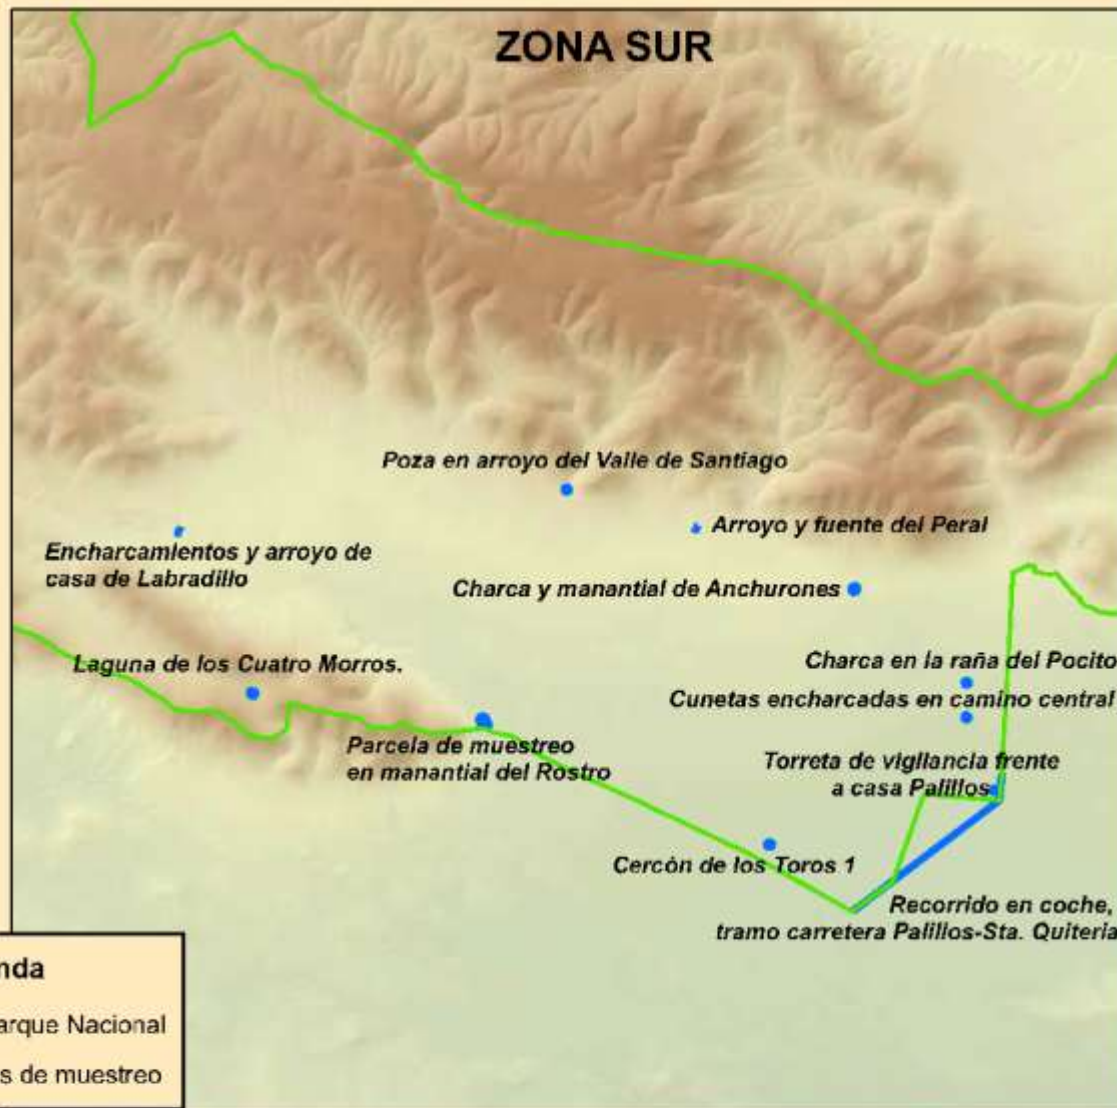 ZONA SUR
Poza en arroyo del Valle de Santiago
Arroyo y fuente del Peral
Encharcamientos y arroyo de
casa de Labradillo
Charca y manantial de Anchurones
Laguna de los Cuatro Morros.
Charca en la raña del Pocito
Cunetas encharcadas en camino central
Parcela de muestreo
en manantial del Rostro
Torreta de vigilancia frente
a casa Palillos
Cercón de los Toros 1
Recorrido en coche,
tramo carretera Palillos-Sta. Quiteria
nda
arque Nacional
s de muestreo